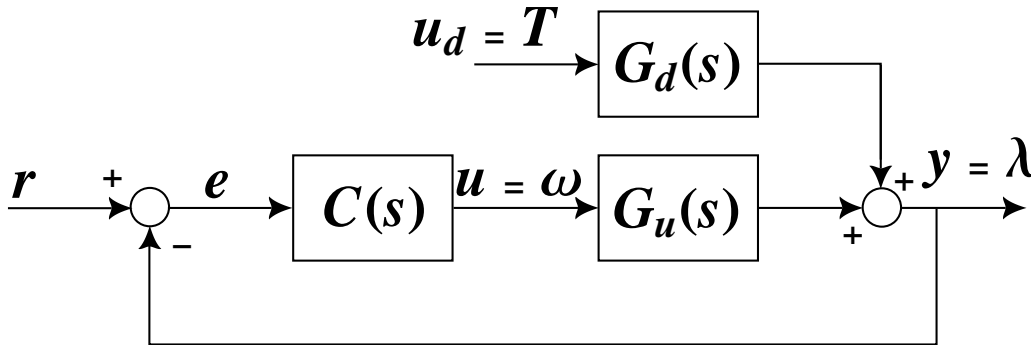 u_d = T
G_d(s)
r
+
−
e
C(s)
u = ω
G_u(s)
+
+
y = λ